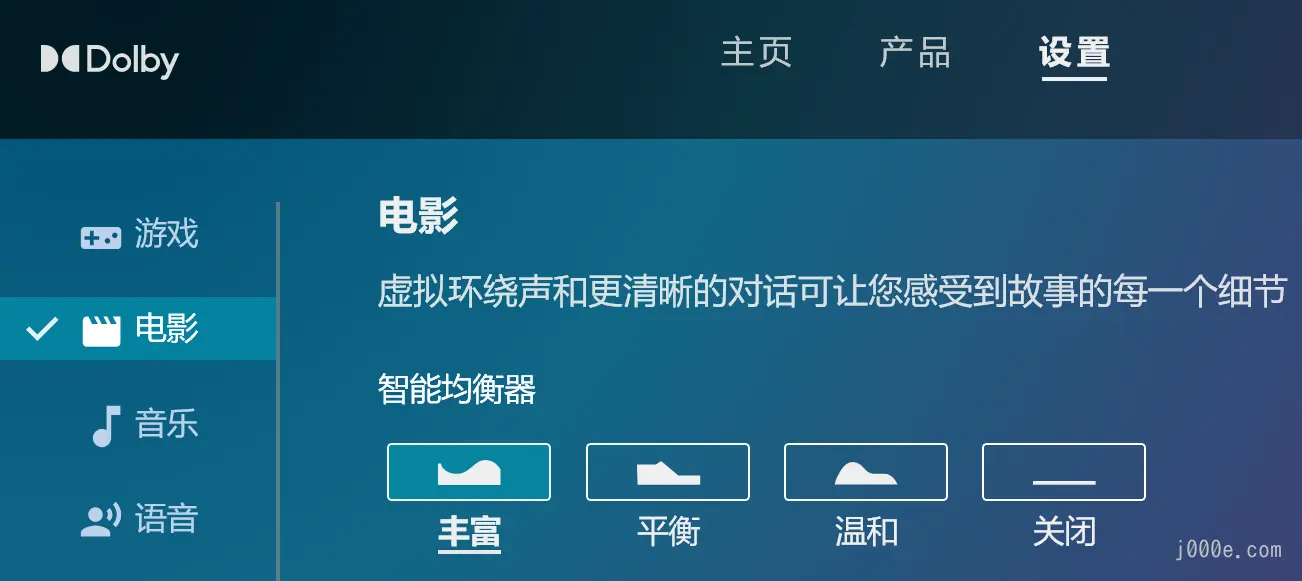 Dolby
主页 产品 设置
游戏
电影
音乐
语音
电影
虚拟环绕声和更清晰的对话可让您感受到故事的每一个细节
智能均衡器
丰富 平衡 温和 关闭
j000e.com